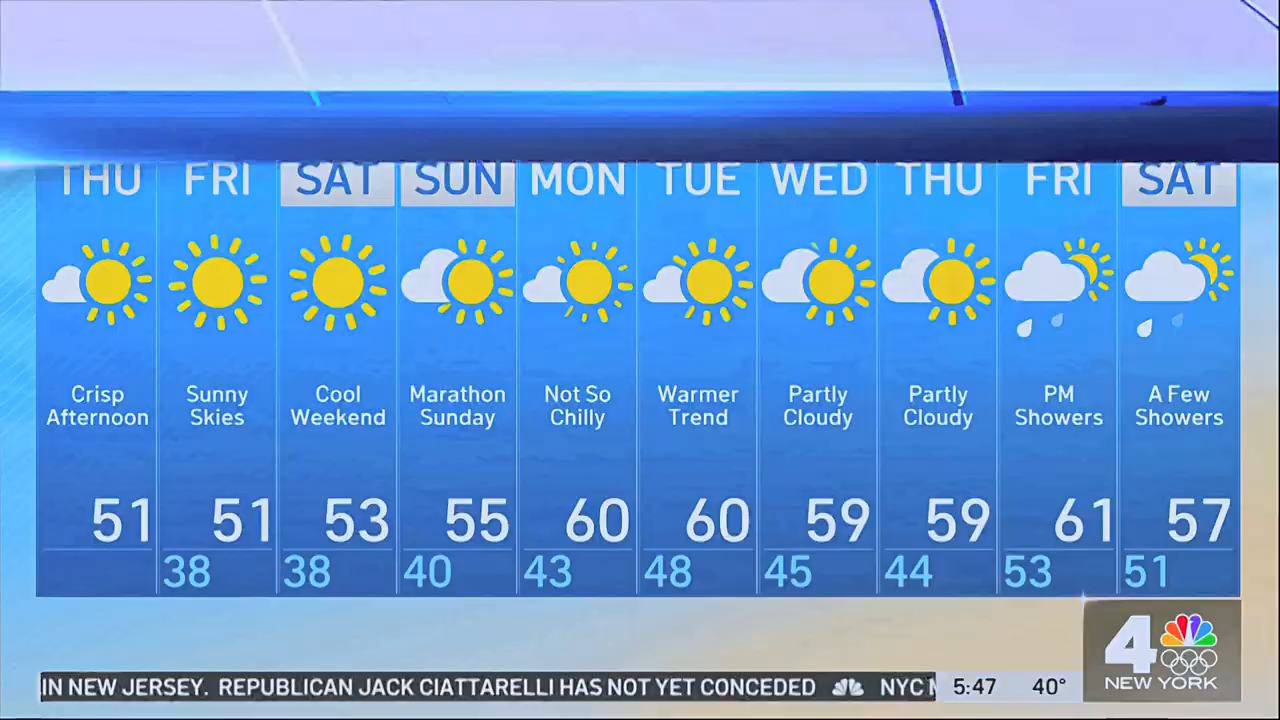 THU FRI SAT SUN MON TUE WED THU FRI SAT
Crisp Sunny Cool Marathon Not So Warmer Partly Partly PM A Few
Afternoon Skies Weekend Sunday Chilly Trend Cloudy Cloudy Showers Showers
51 51 53 55 60 60 59 59 61 57
38 38 40 43 48 45 44 53 51
4
NEW YORK
IN NEW JERSEY. REPUBLICAN JACK CIATTARELLI HAS NOT YET CONCEDED NYC 5:47 40°